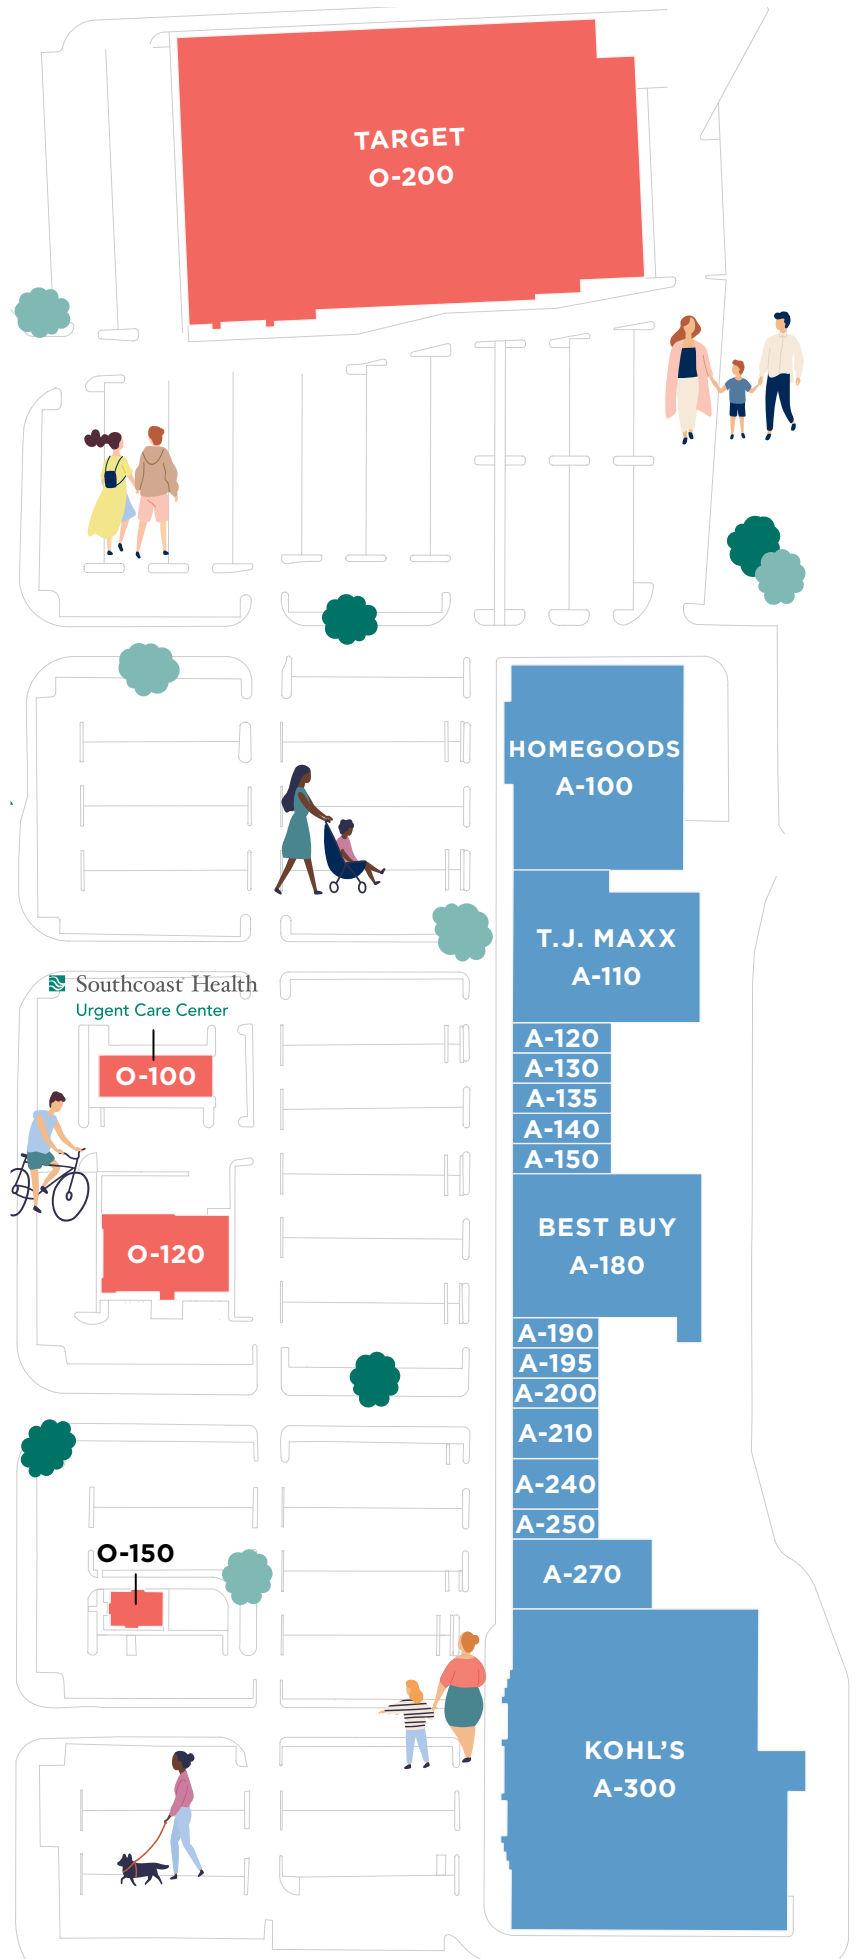 TARGET
O-200
HOMEGOODS
A-100
T.J. MAXX
A-110
Southcoast Health
Urgent Care Center
O-100
A-120
A-130
A-135
A-140
A-150
O-120
BEST BUY
A-180
A-190
A-195
A-200
A-210
A-240
A-250
O-150
A-270
KOHL'S
A-300